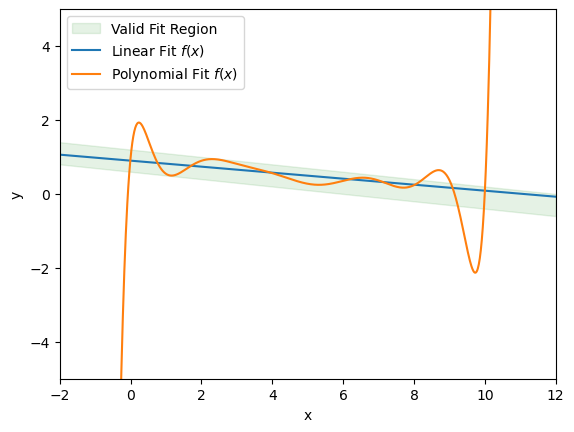 Valid Fit Region
Linear Fit f(x)
Polynomial Fit f(x)
4
2
0
−2
−4
y
−2 0 2 4 6 8 10 12
x